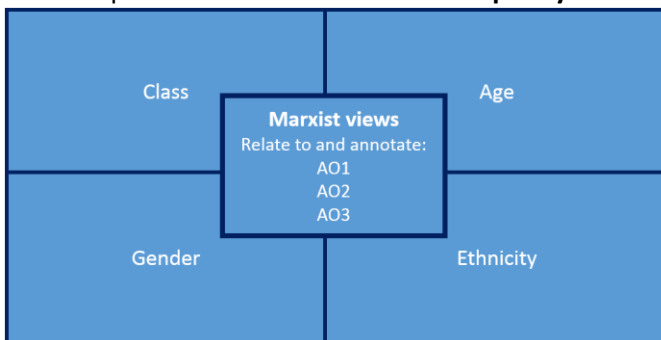 Class
Age
Marxist views
Relate to and annotate:
AO1
AO2
AO3
Gender
Ethnicity